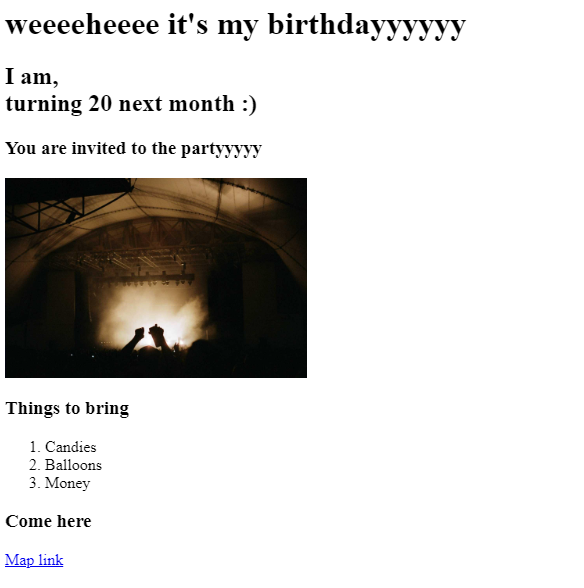 weeeeheeee it's my birthdayyyyyy
I am,
turning 20 next month :)
You are invited to the partyyyyy
Things to bring
1. Candies
2. Balloons
3. Money
Come here
Map link